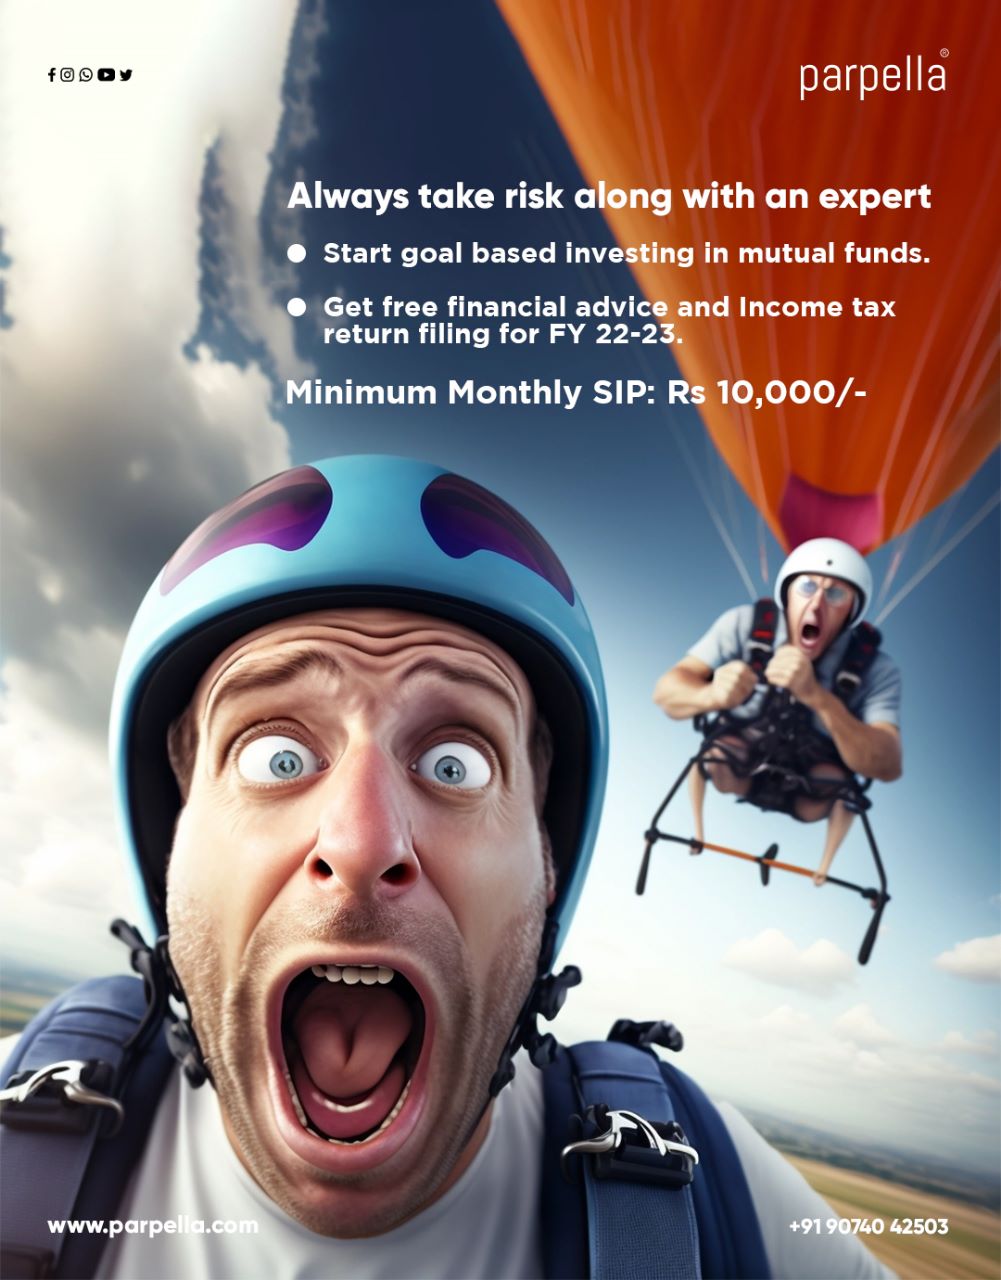 parpella®
Always take risk along with an expert
● Start goal based investing in mutual funds.
● Get free financial advice and Income tax
return filing for FY 22-23.
Minimum Monthly SIP: Rs 10,000/-
www.parpella.com
+91 90740 42503